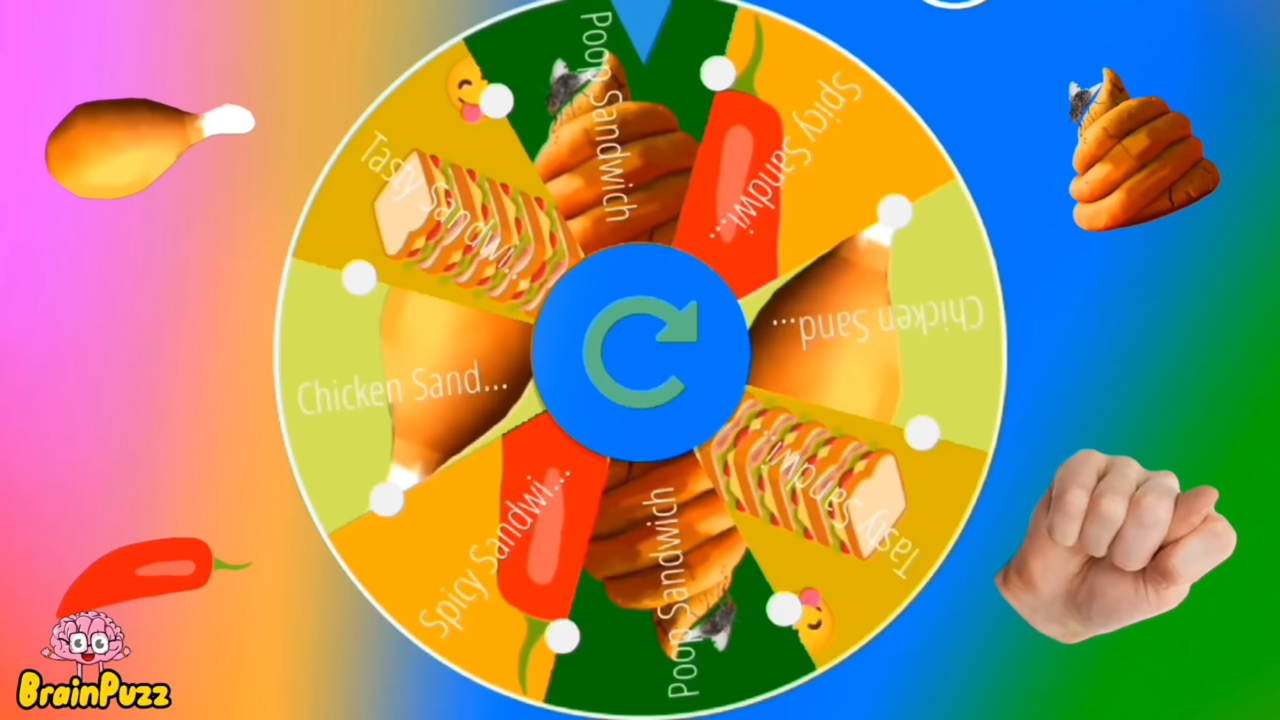 Poop Sandwich
Spicy Sandwi...
Tasty Sandwi...
Chicken Sand...
Chicken Sand...
Tasty Sandwi...
Spicy Sandwi...
Poop Sandwich
BrainPuzz